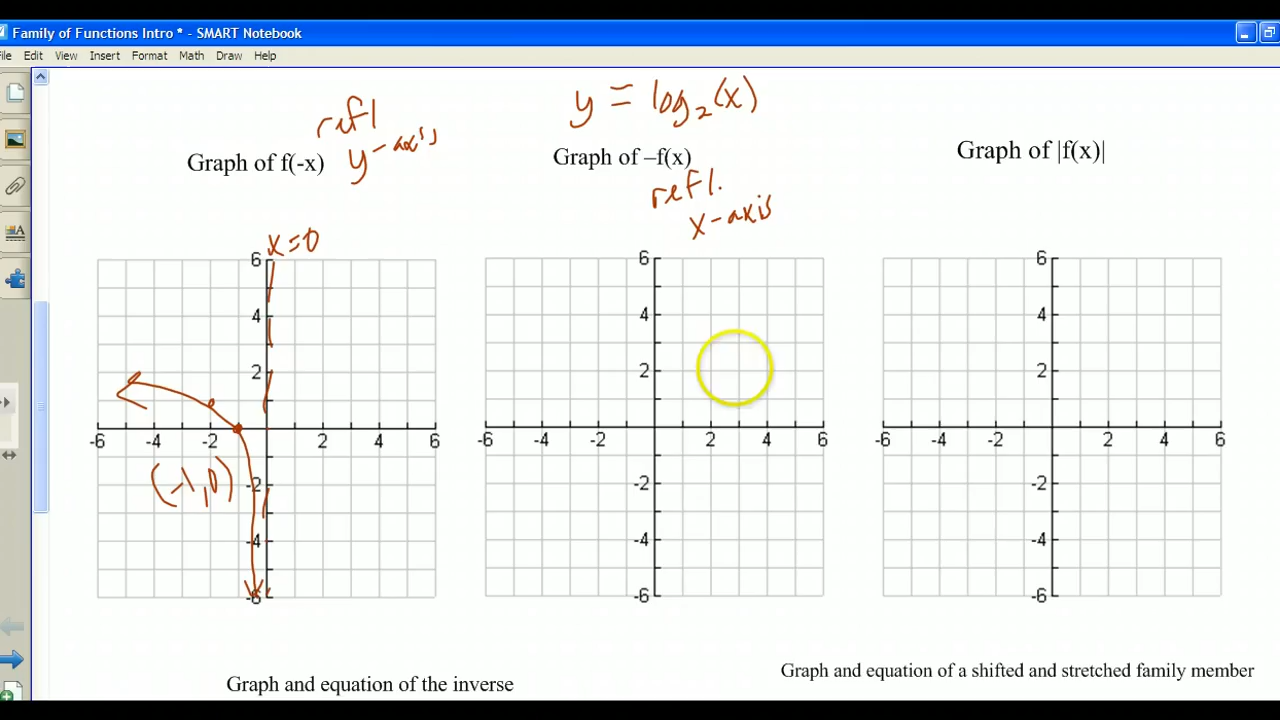 Family of Functions Intro * - SMART Notebook
File Edit View Insert Format Math Draw Help
y = log₂(x)
refl
y-axis
Graph of f(-x)
Graph of –f(x)
refl.
x-axis
Graph of |f(x)|
x=0
6
4
2
-6 -4 -2 2 4 6
-2
-4
-6
(-1,0)
6
4
2
-6 -4 -2 2 4 6
-2
-4
-6
6
4
2
-6 -4 -2 2 4 6
-2
-4
-6
Graph and equation of the inverse
Graph and equation of a shifted and stretched family member